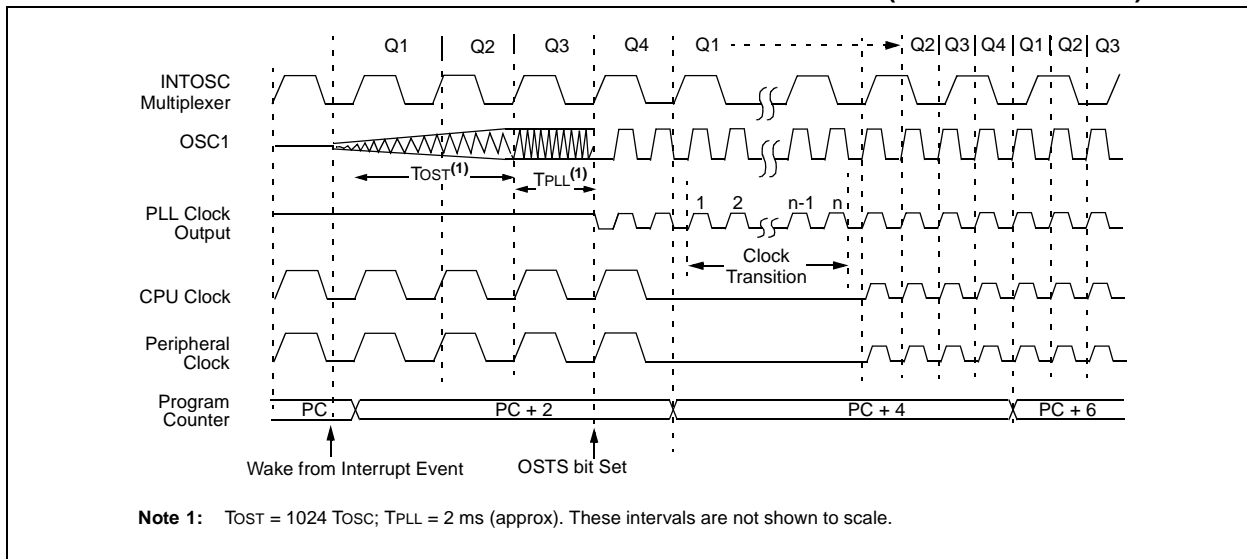 Q1 Q2 Q3 Q4 Q1 Q2 Q3 Q4 Q1 Q2 Q3
INTOSC
Multiplexer
OSC1
TOST(1) TPLL(1)
PLL Clock
Output
1 2 n-1 n
Clock
Transition
CPU Clock
Peripheral
Clock
Program
Counter
PC PC + 2 PC + 4 PC + 6
Wake from Interrupt Event OSTS bit Set
Note 1: TOST = 1024 TOSC; TPLL = 2 ms (approx). These intervals are not shown to scale.